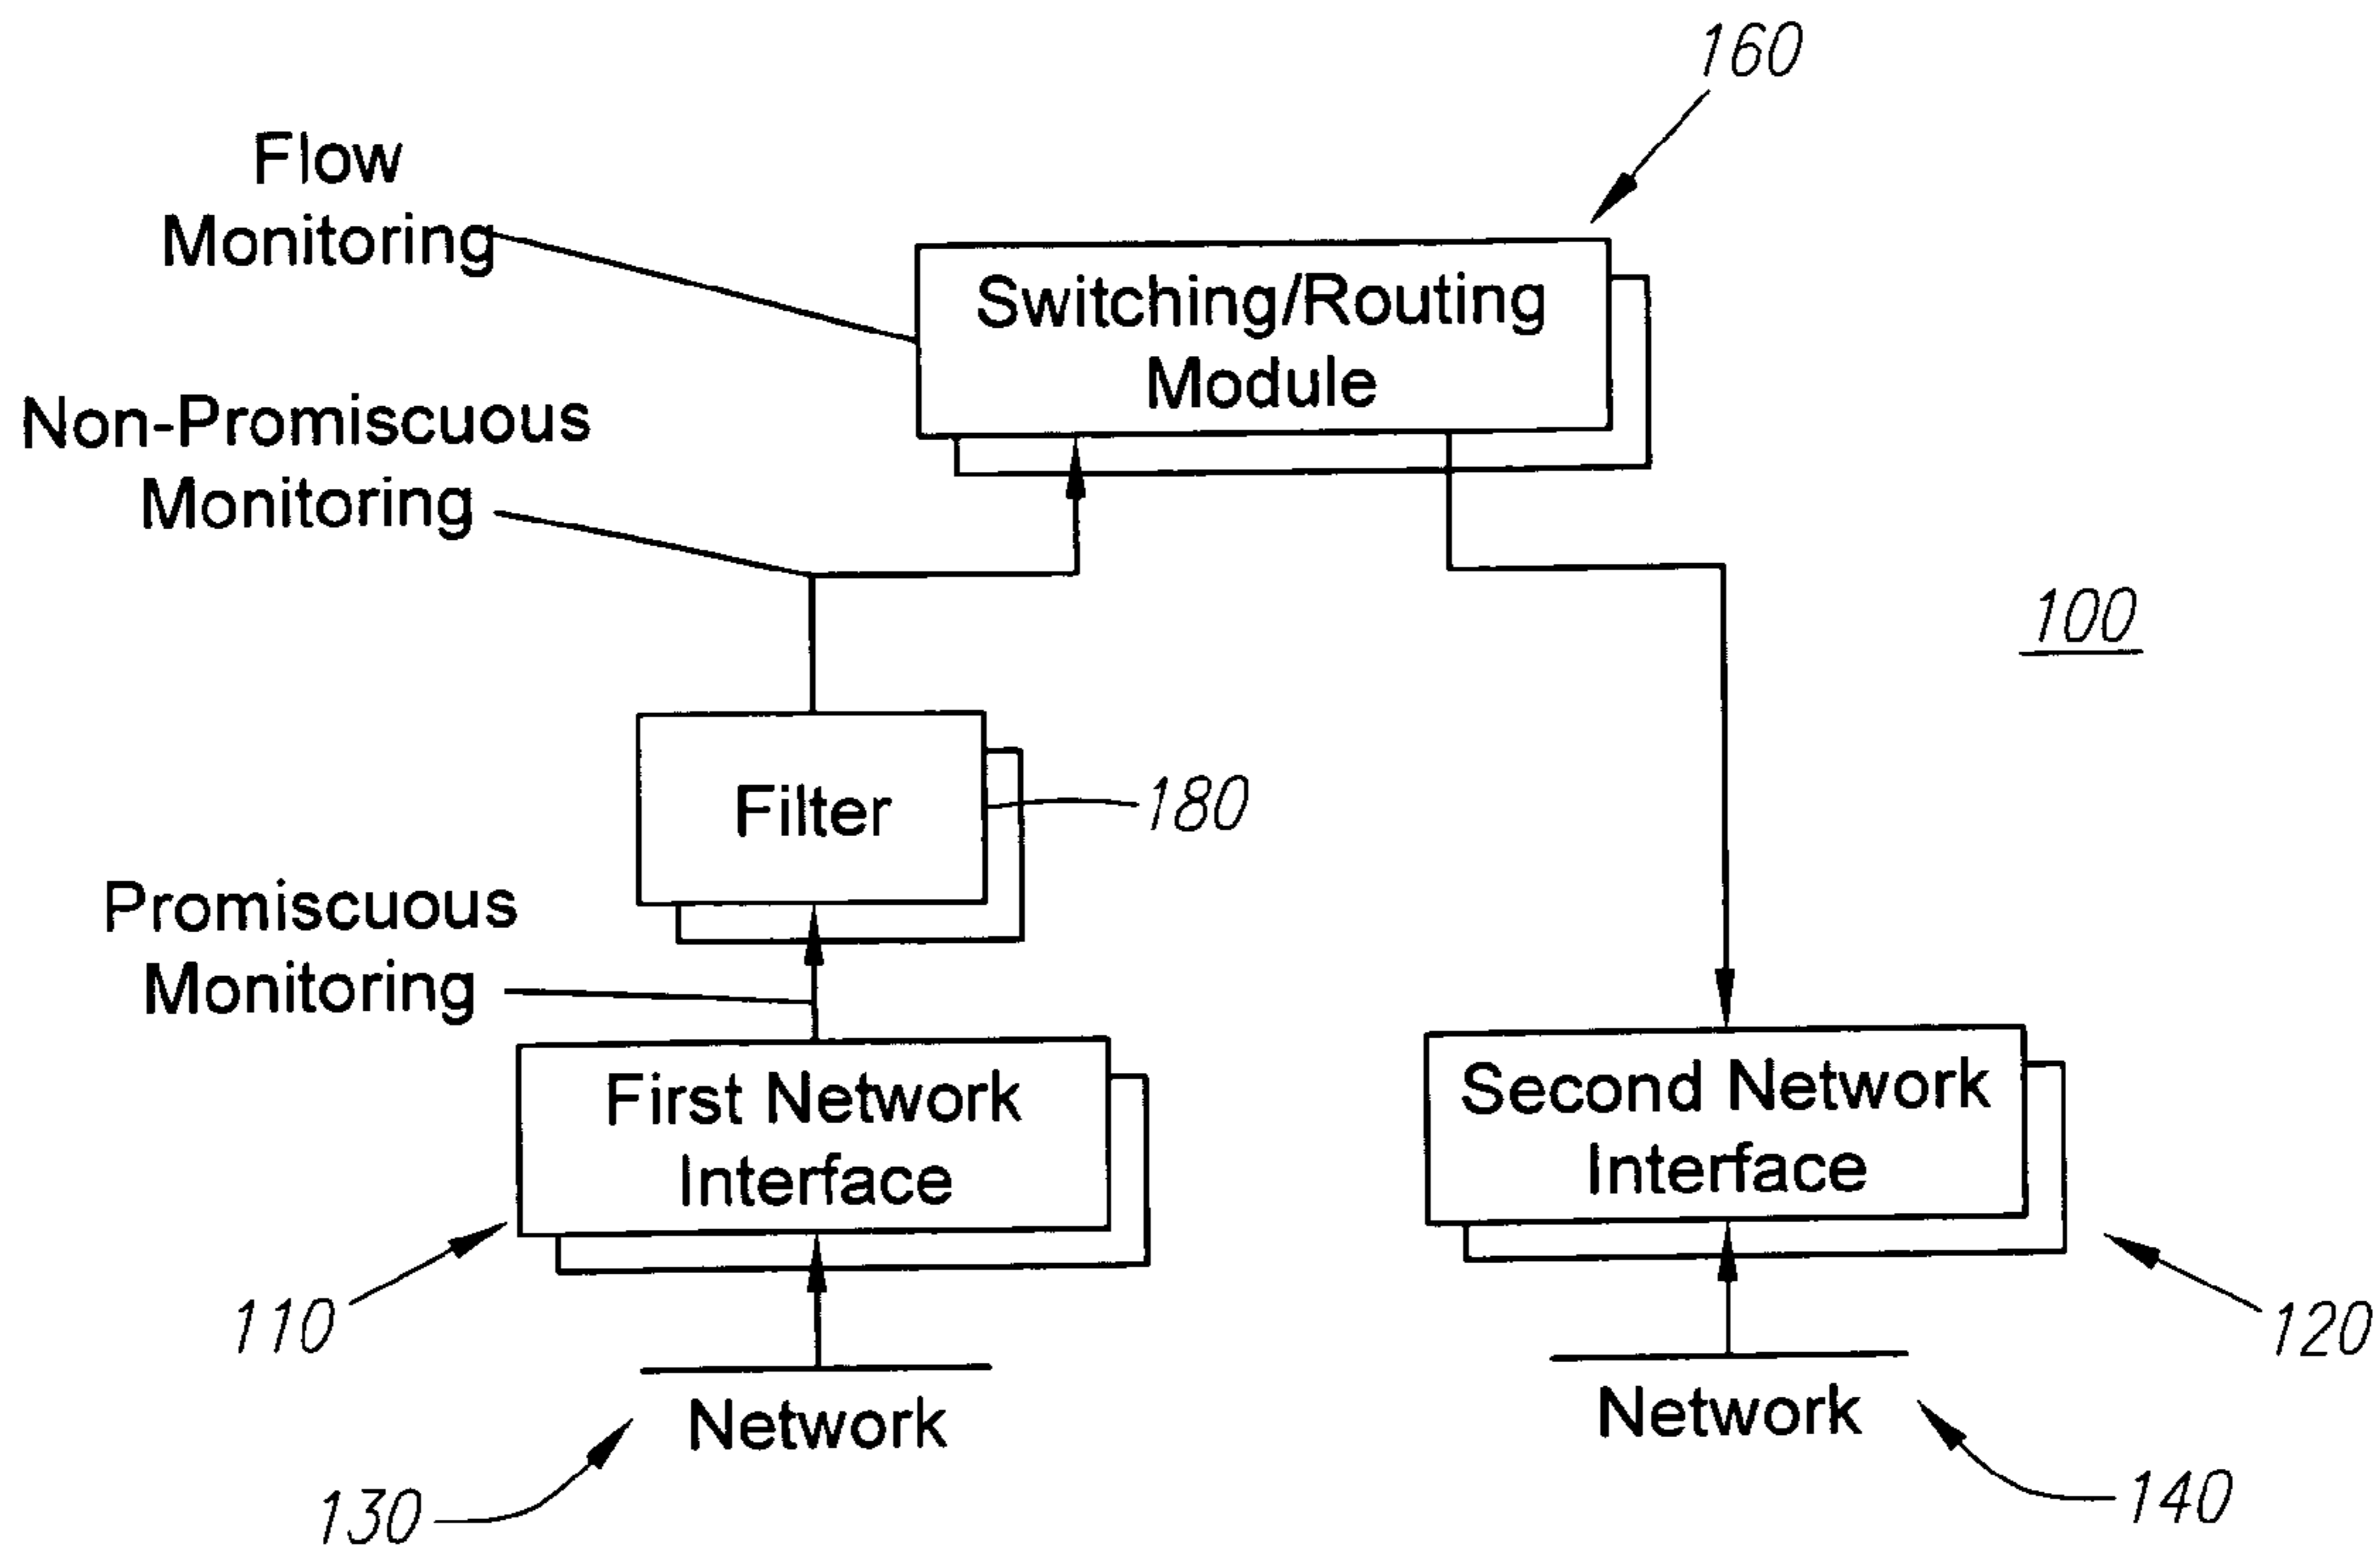 160
Flow
Monitoring
Switching/Routing
Module
Non-Promiscuous
Monitoring
100
Filter
180
Promiscuous
Monitoring
First Network
Interface
Second Network
Interface
110
120
Network
Network
130
140